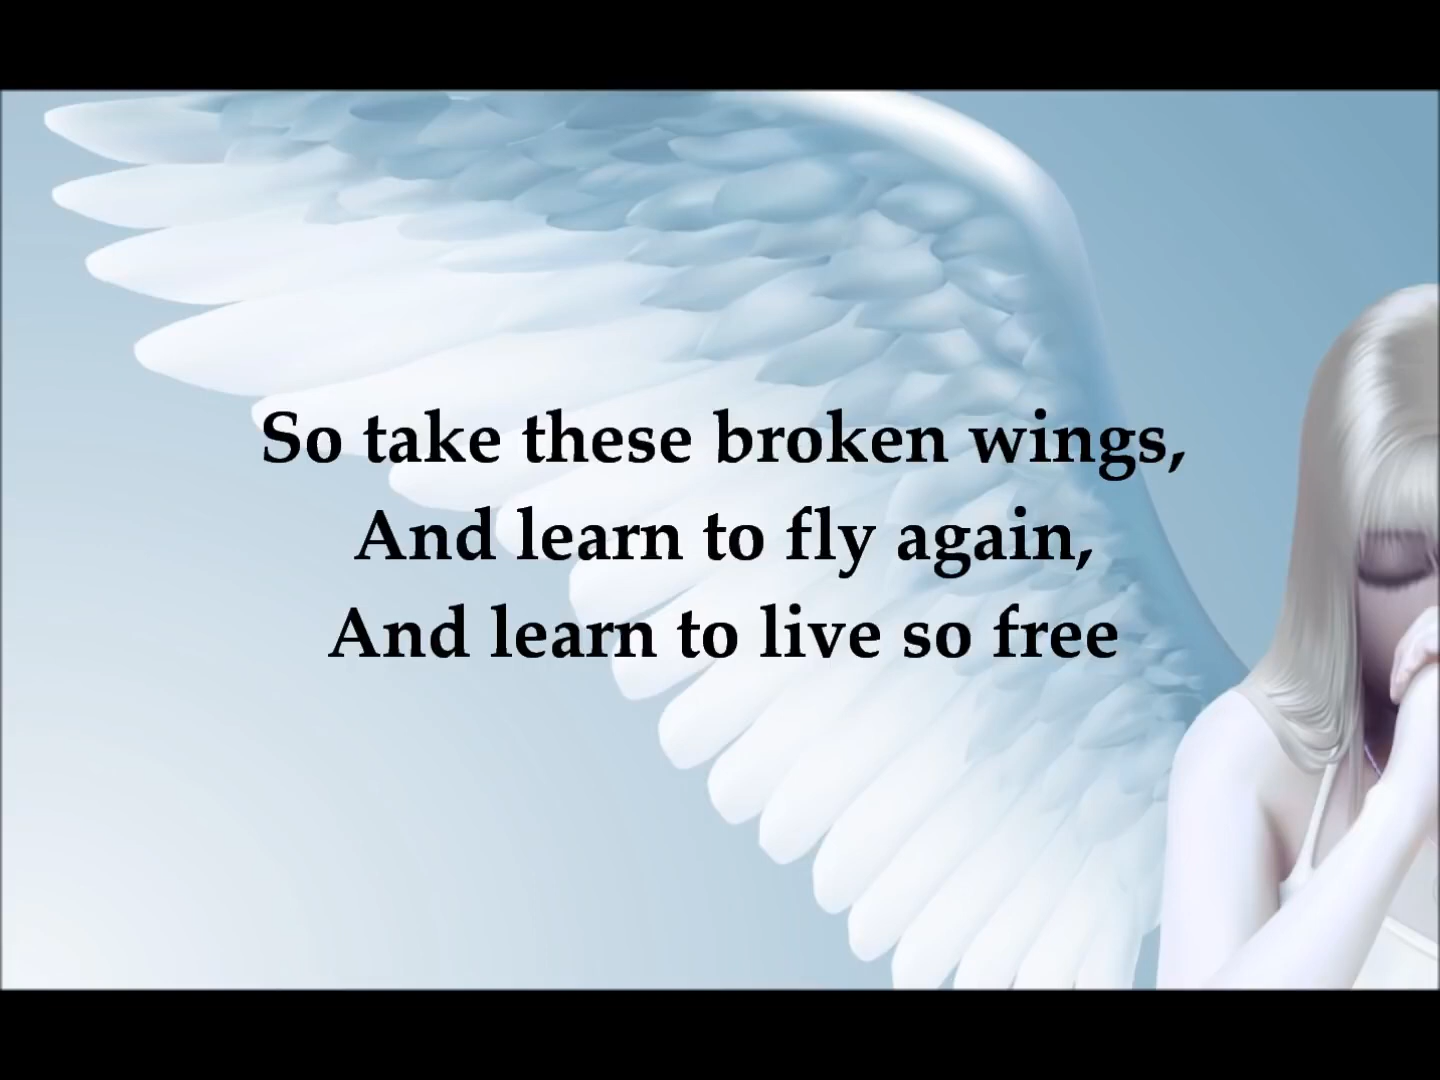 So take these broken wings,
And learn to fly again,
And learn to live so free